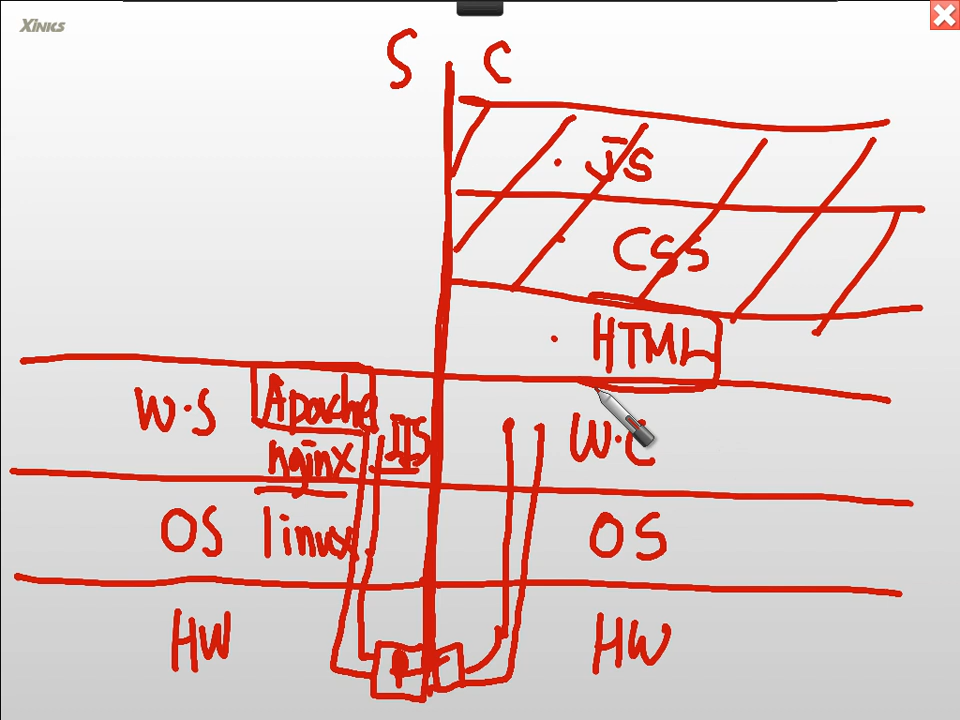 XINKS
S C
JS
CSS
HTML
W.S Apache
nginx IIS W.C
OS linux OS
HW HW